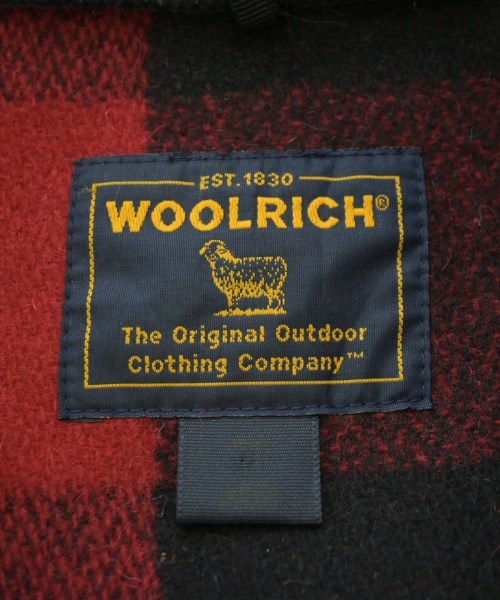 EST. 1830
WOOLRICH®
The Original Outdoor
Clothing Company™